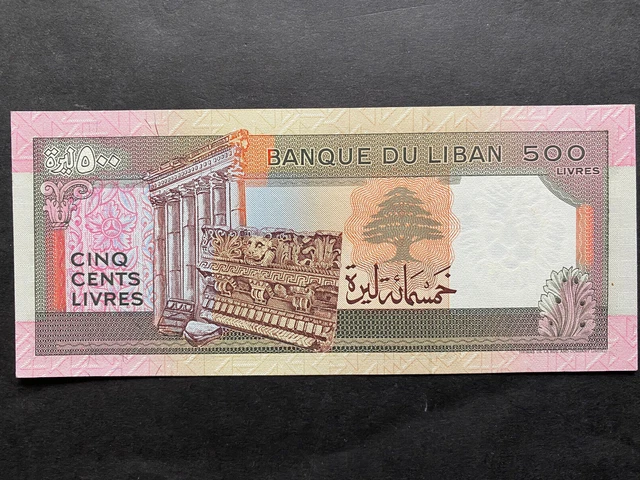 ٥٠٠ ليرة
BANQUE DU LIBAN 500
LIVRES
CINQ
CENTS
LIVRES
خمسمائة ليرة